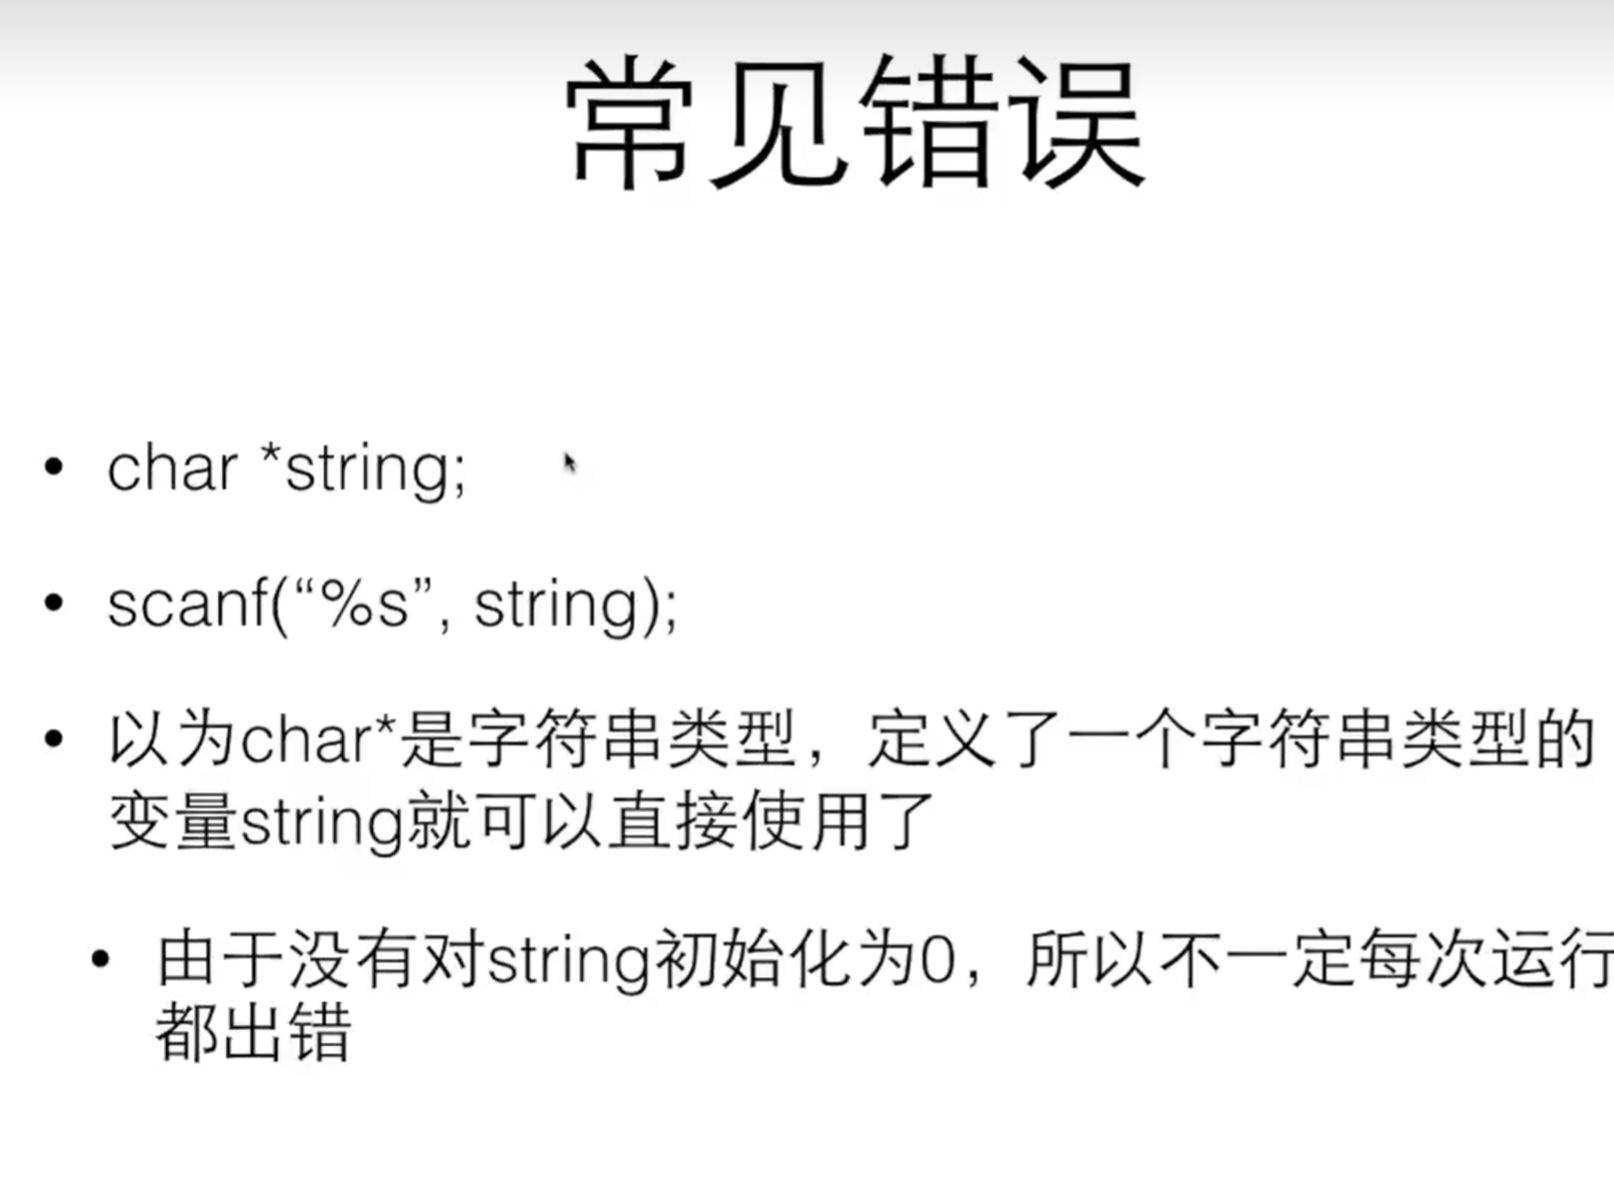 常见错误
• char *string;
• scanf(“%s”, string);
• 以为char*是字符串类型，定义了一个字符串类型的
变量string就可以直接使用了
• 由于没有对string初始化为0，所以不一定每次运行
都出错